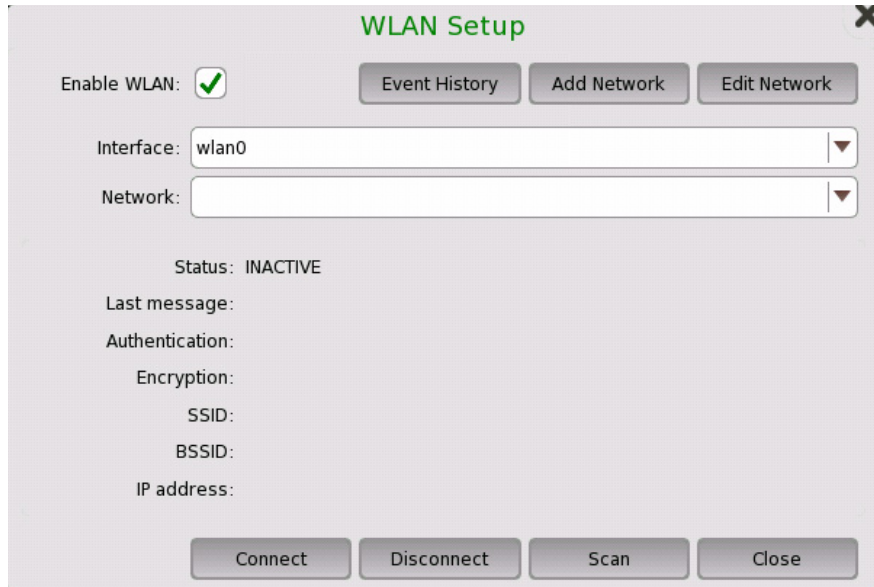 WLAN Setup
Enable WLAN:
Event History
Add Network
Edit Network
Interface: wlan0
Network:
Status: INACTIVE
Last message:
Authentication:
Encryption:
SSID:
BSSID:
IP address:
Connect
Disconnect
Scan
Close